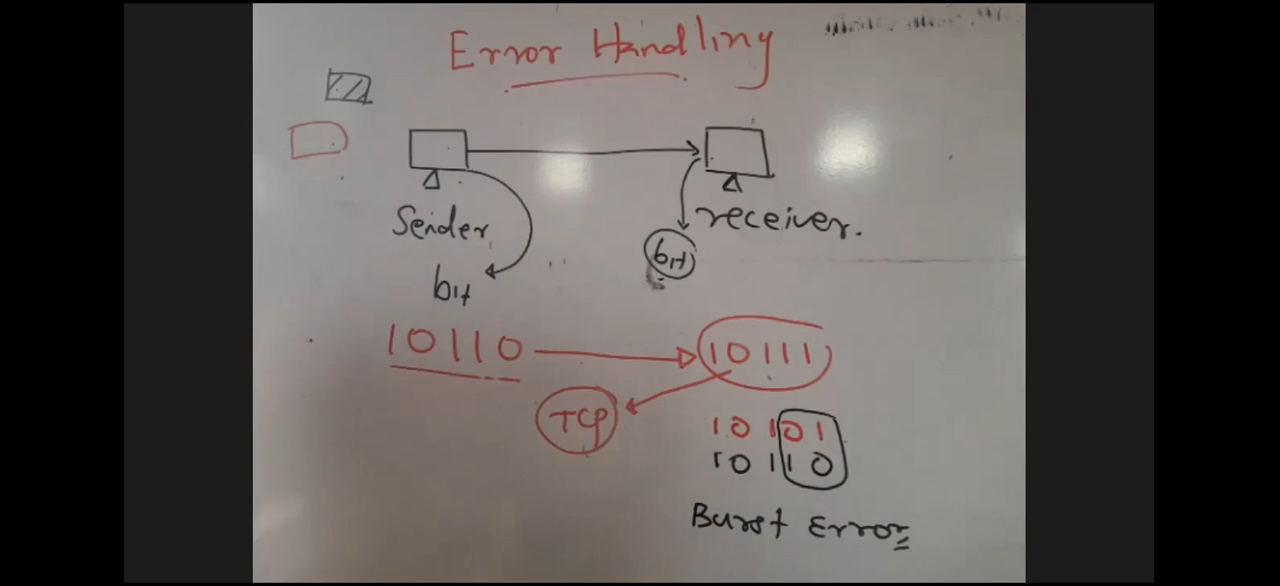 Error Handling
Sender
receiver.
bit
bit
10110
10111
TCP
10101
10110
Burst Error